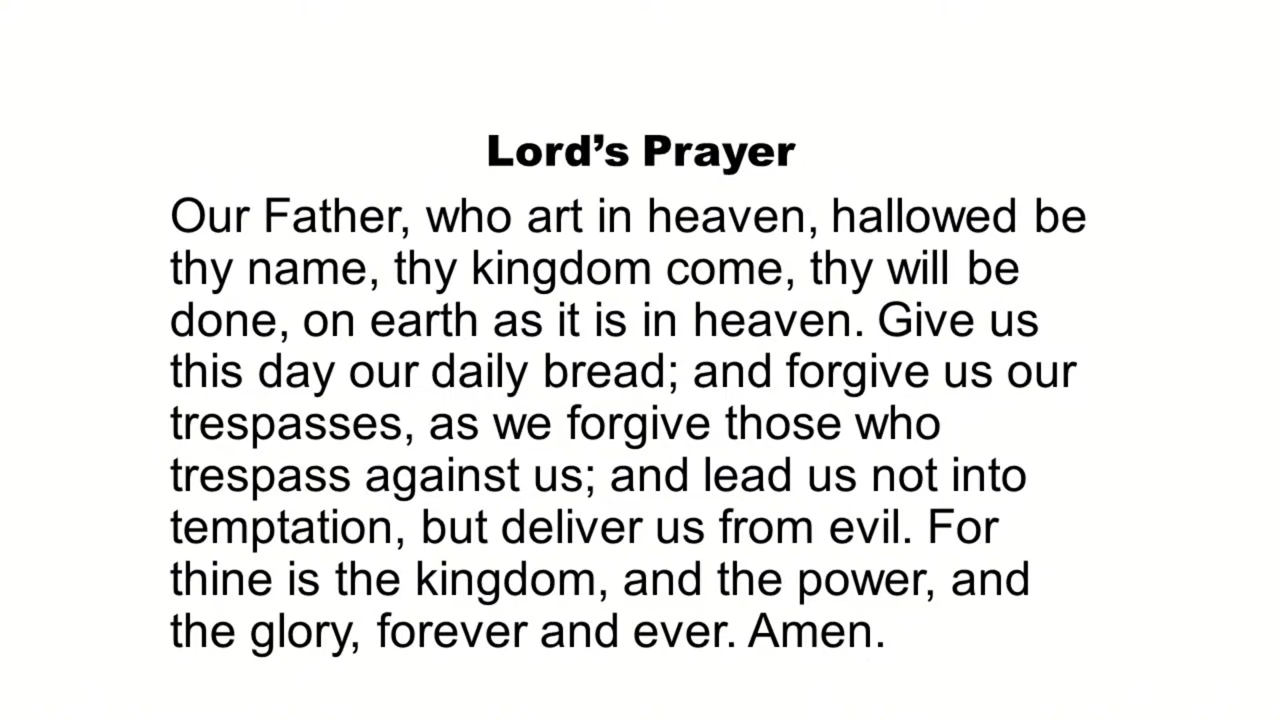 Lord’s Prayer
Our Father, who art in heaven, hallowed be
thy name, thy kingdom come, thy will be
done, on earth as it is in heaven. Give us
this day our daily bread; and forgive us our
trespasses, as we forgive those who
trespass against us; and lead us not into
temptation, but deliver us from evil. For
thine is the kingdom, and the power, and
the glory, forever and ever. Amen.